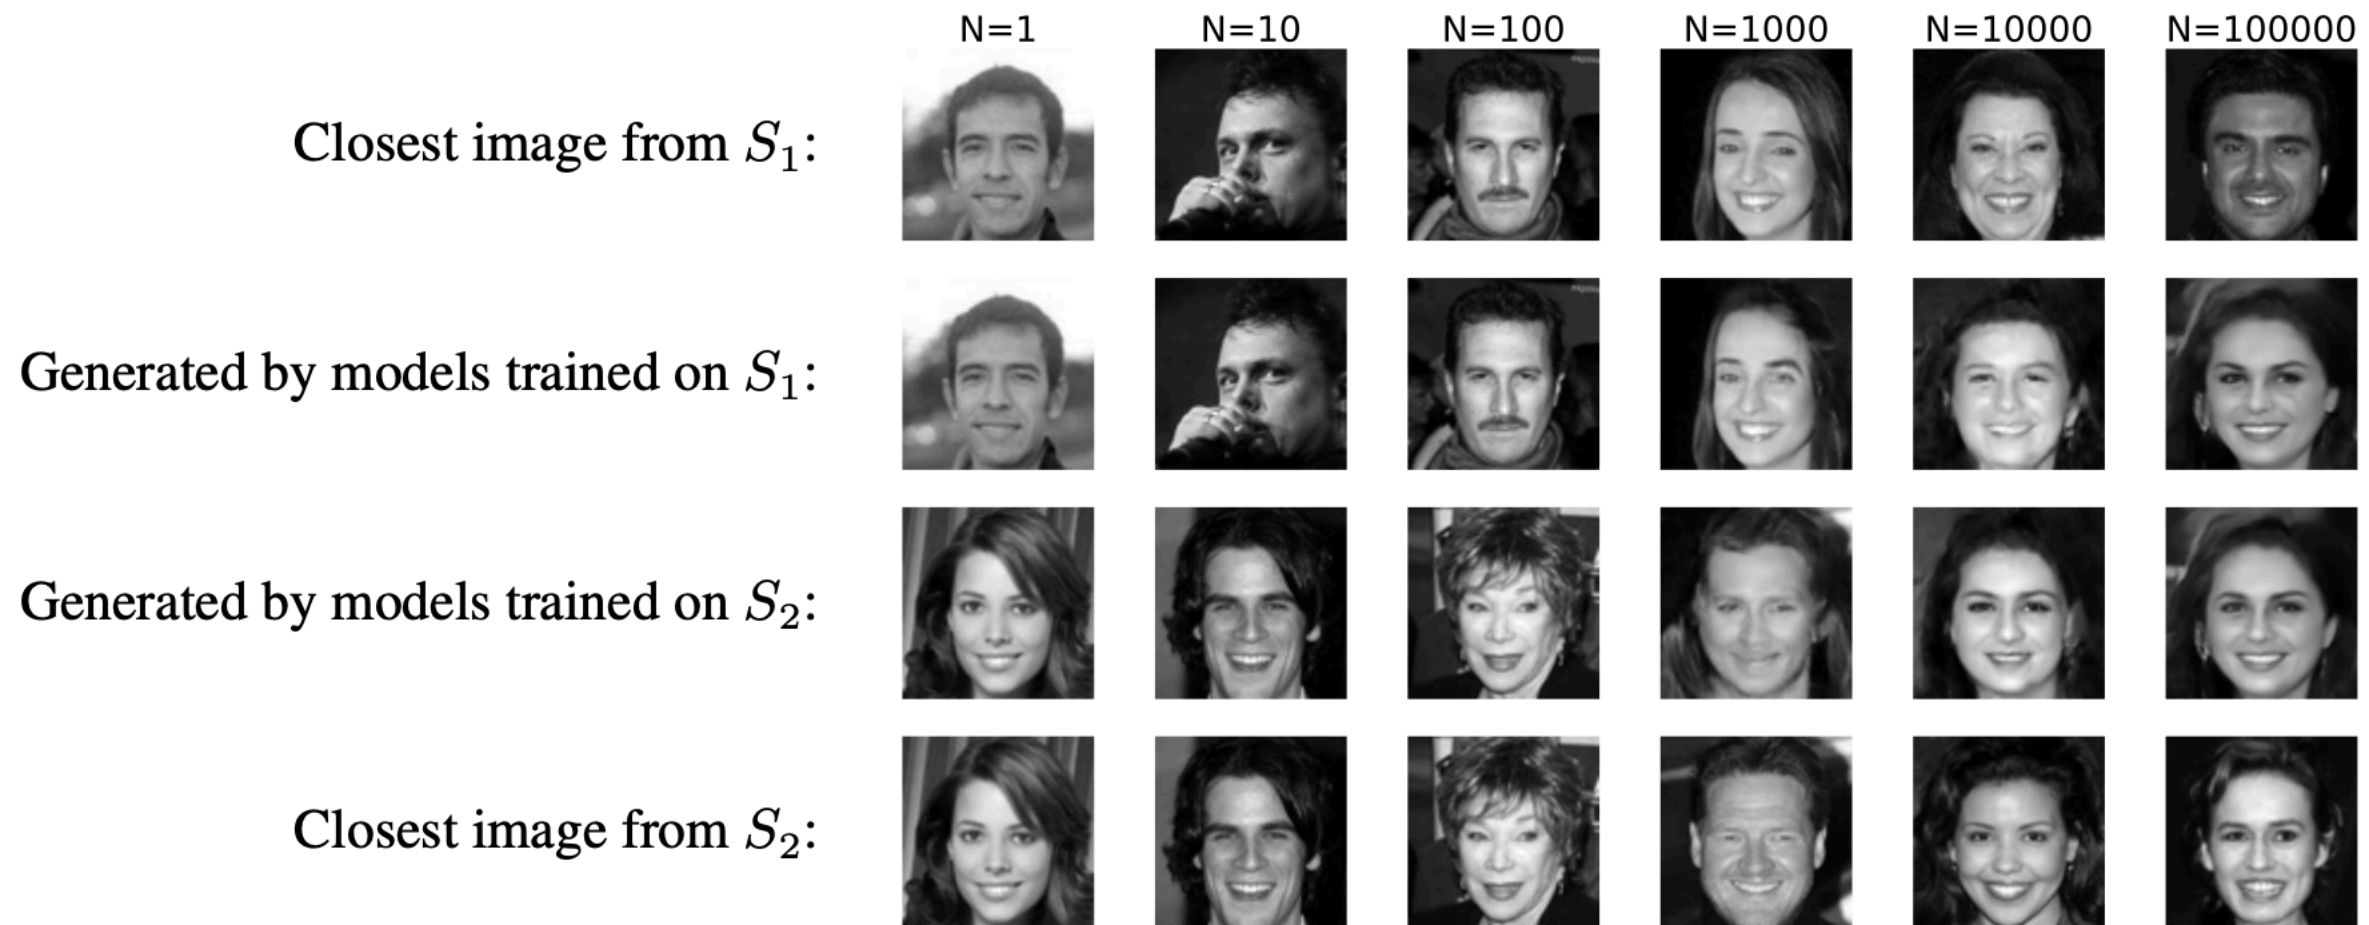 N=1 N=10 N=100 N=1000 N=10000 N=100000
Closest image from S₁:
Generated by models trained on S₁:
Generated by models trained on S₂:
Closest image from S₂: